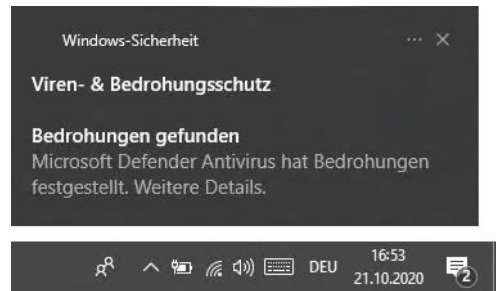 Windows-Sicherheit
Viren- & Bedrohungsschutz
Bedrohungen gefunden
Microsoft Defender Antivirus hat Bedrohungen
festgestellt. Weitere Details.
DEU
16:53
21.10.2020
2